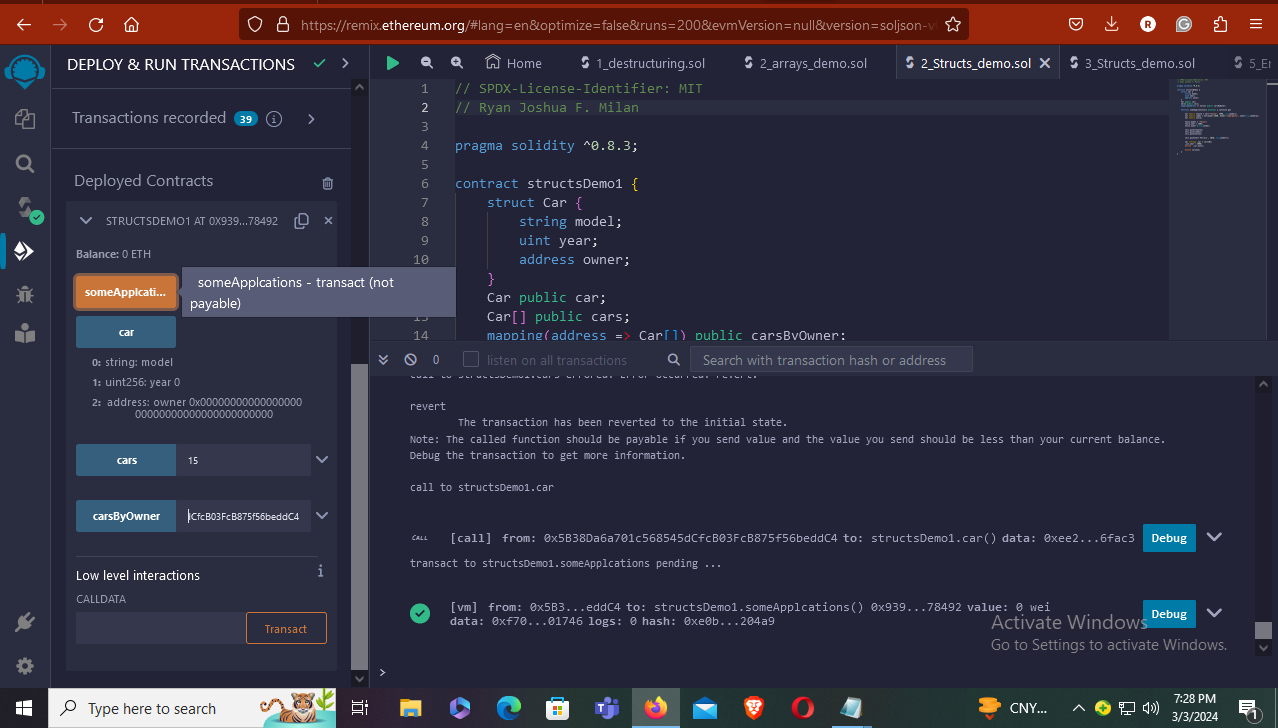 https://remix.ethereum.org/#lang=en&optimize=false&runs=200&evmVersion=null&version=soljson-v
DEPLOY & RUN TRANSACTIONS
Home
1_destructuring.sol
2_arrays_demo.sol
2_Structs_demo.sol
3_Structs_demo.sol
Transactions recorded 39
Deployed Contracts
STRUCTSDEMO1 AT 0X939...78492
Balance: 0 ETH
someApplcati...
someApplcations - transact (not
payable)
car
0: string: model
1: uint256: year 0
2: address: owner 0x00000000000000000
cars
15
carsByOwner
CfcB03FcB875f56beddC4
Low level interactions
CALLDATA
Transact
1 // SPDX-License-Identifier: MIT
2 // Ryan Joshua F. Milan
3
4 pragma solidity ^0.8.3;
5
6 contract structsDemo1 {
7 struct Car {
8 string model;
9 uint year;
10 address owner;
}
Car public car;
13 Car[] public cars;
14 mapping(address => Car[]) public carsByOwner;
0
listen on all transactions
Search with transaction hash or address
call to structsDemo1.cars errored: Error occurred: revert.
revert
The transaction has been reverted to the initial state.
Note: The called function should be payable if you send value and the value you send should be less than your current balance.
Debug the transaction to get more information.
call to structsDemo1.car
CALL
[call] from: 0x5B38Da6a701c568545dCfcB03FcB875f56beddC4 to: structsDemo1.car() data: 0xee2...6fac3
Debug
transact to structsDemo1.someApplcations pending ...
[vm] from: 0x5B3...eddC4 to: structsDemo1.someApplcations() 0x939...78492 value: 0 wei
data: 0xf70...01746 logs: 0 hash: 0xe0b...204a9
Debug
>
Activate Windows
Go to Settings to activate Windows.
Type here to search
CNY...
7:28 PM
3/3/2024
1